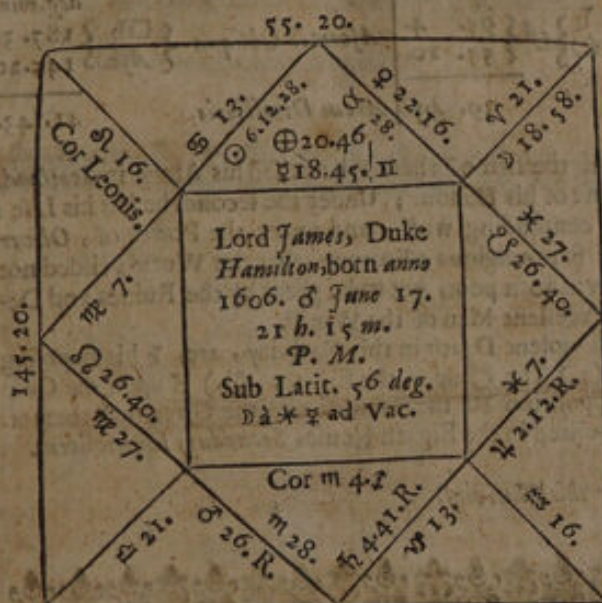 55. 20.
♋ 13.
☉ 6.12.28.
⊕ 20.46
☿ 18.45. ♊
♉ 28.
♀ 22.16.
♈ 21.
☽ 18. 58.
♌ 16.
Cor Leonis.
♓ 27.
☋ 26.40.
♍ 7.
145. 20.
Lord James, Duke
Hamilton, born anno
1606. ♂ June 17.
21 h. 15 m.
P. M.
Sub Latit. 56 deg.
☽ à ⚹ ☿ ad Vac.
☊ 26.40.
♍ 27.
♓ 7.
♃ 2.12.R.
Cor ♏ 4. ♐
♎ 21.
♂ 26. R.
♏ 28.
♄ 4.41. R.
♑ 13.
♒ 16.